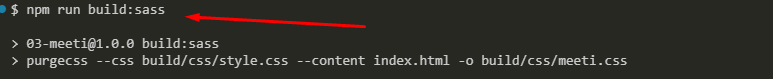 $ npm run build:sass
> 03-meeti@1.0.0 build:sass
> purgecss --css build/css/style.css --content index.html -o build/css/meeti.css